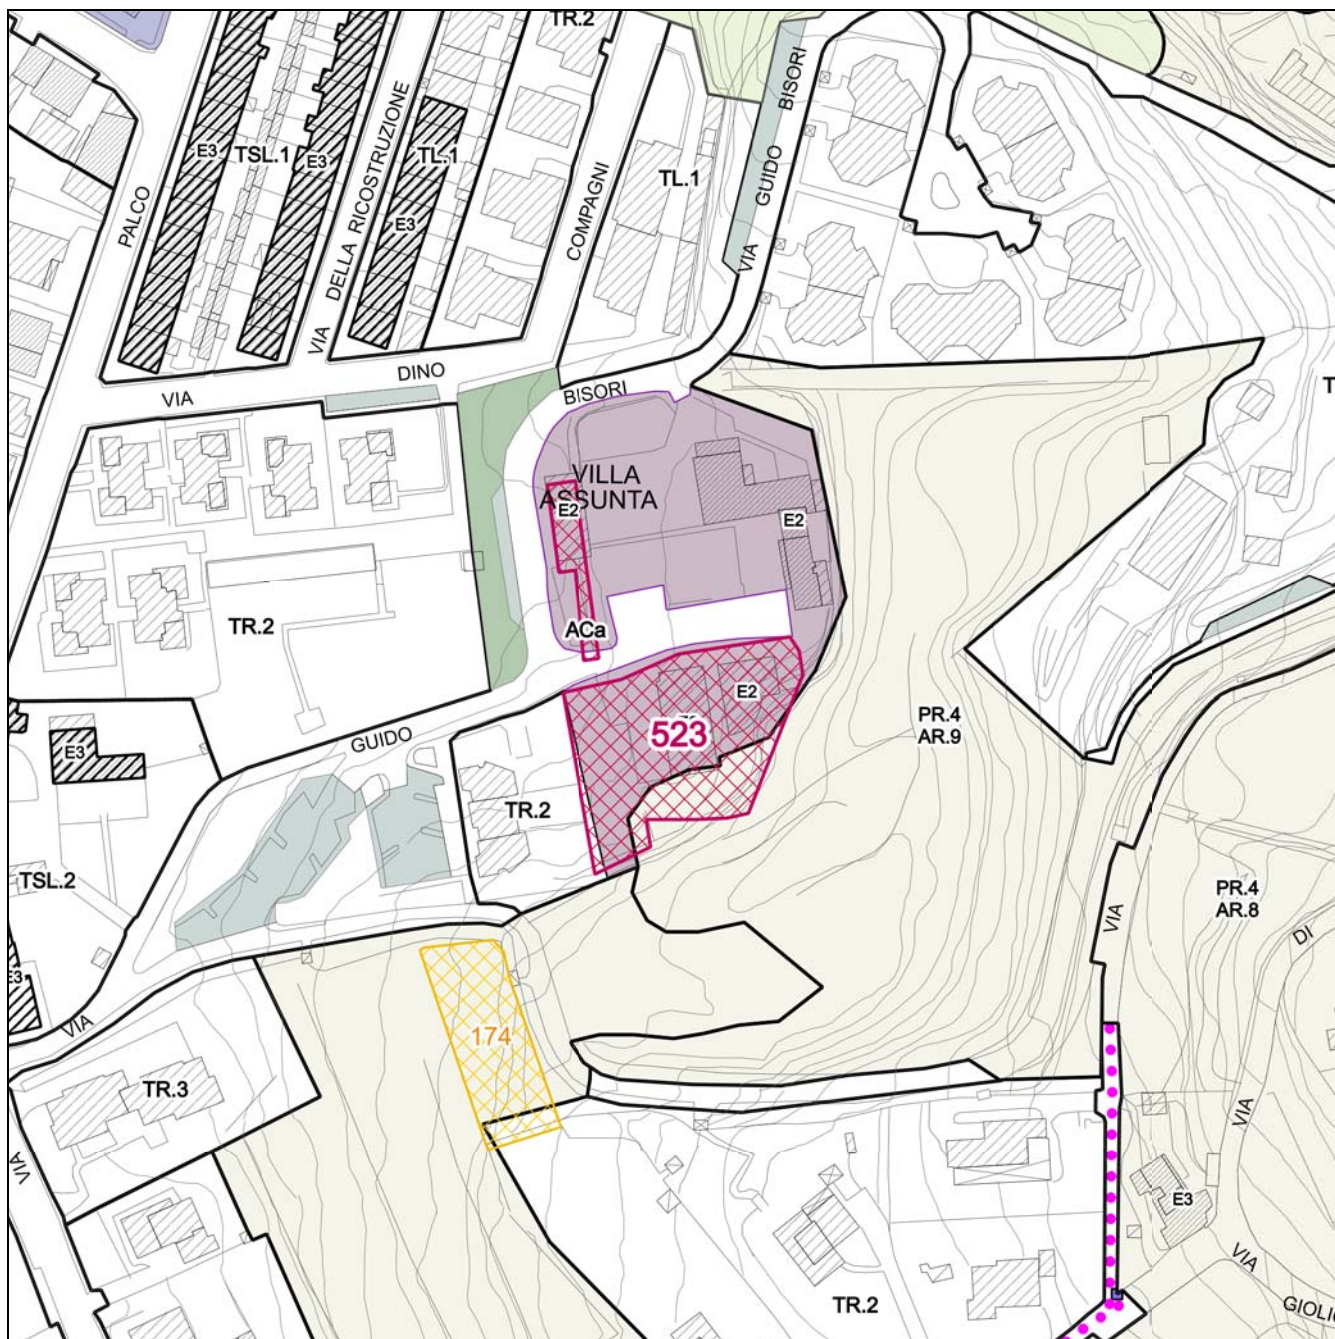 TR.2
BISORI
GUIDO
VIA
PALCO
E3
TSL.1
E3
DELLA RICOSTRUZIONE
VIA
TL.1
E3
COMPAGNI
TL.1
DINO
VIA
BISORI
VILLA
ASSUNTA
E2
E2
ACa
TR.2
E2
523
GUIDO
PR.4
AR.9
E3
TR.2
TSL.2
PR.4
AR.8
VIA
DI
E3
VIA
174
TR.3
VIA
VIA
E3
VIA
TR.2
GIOLI